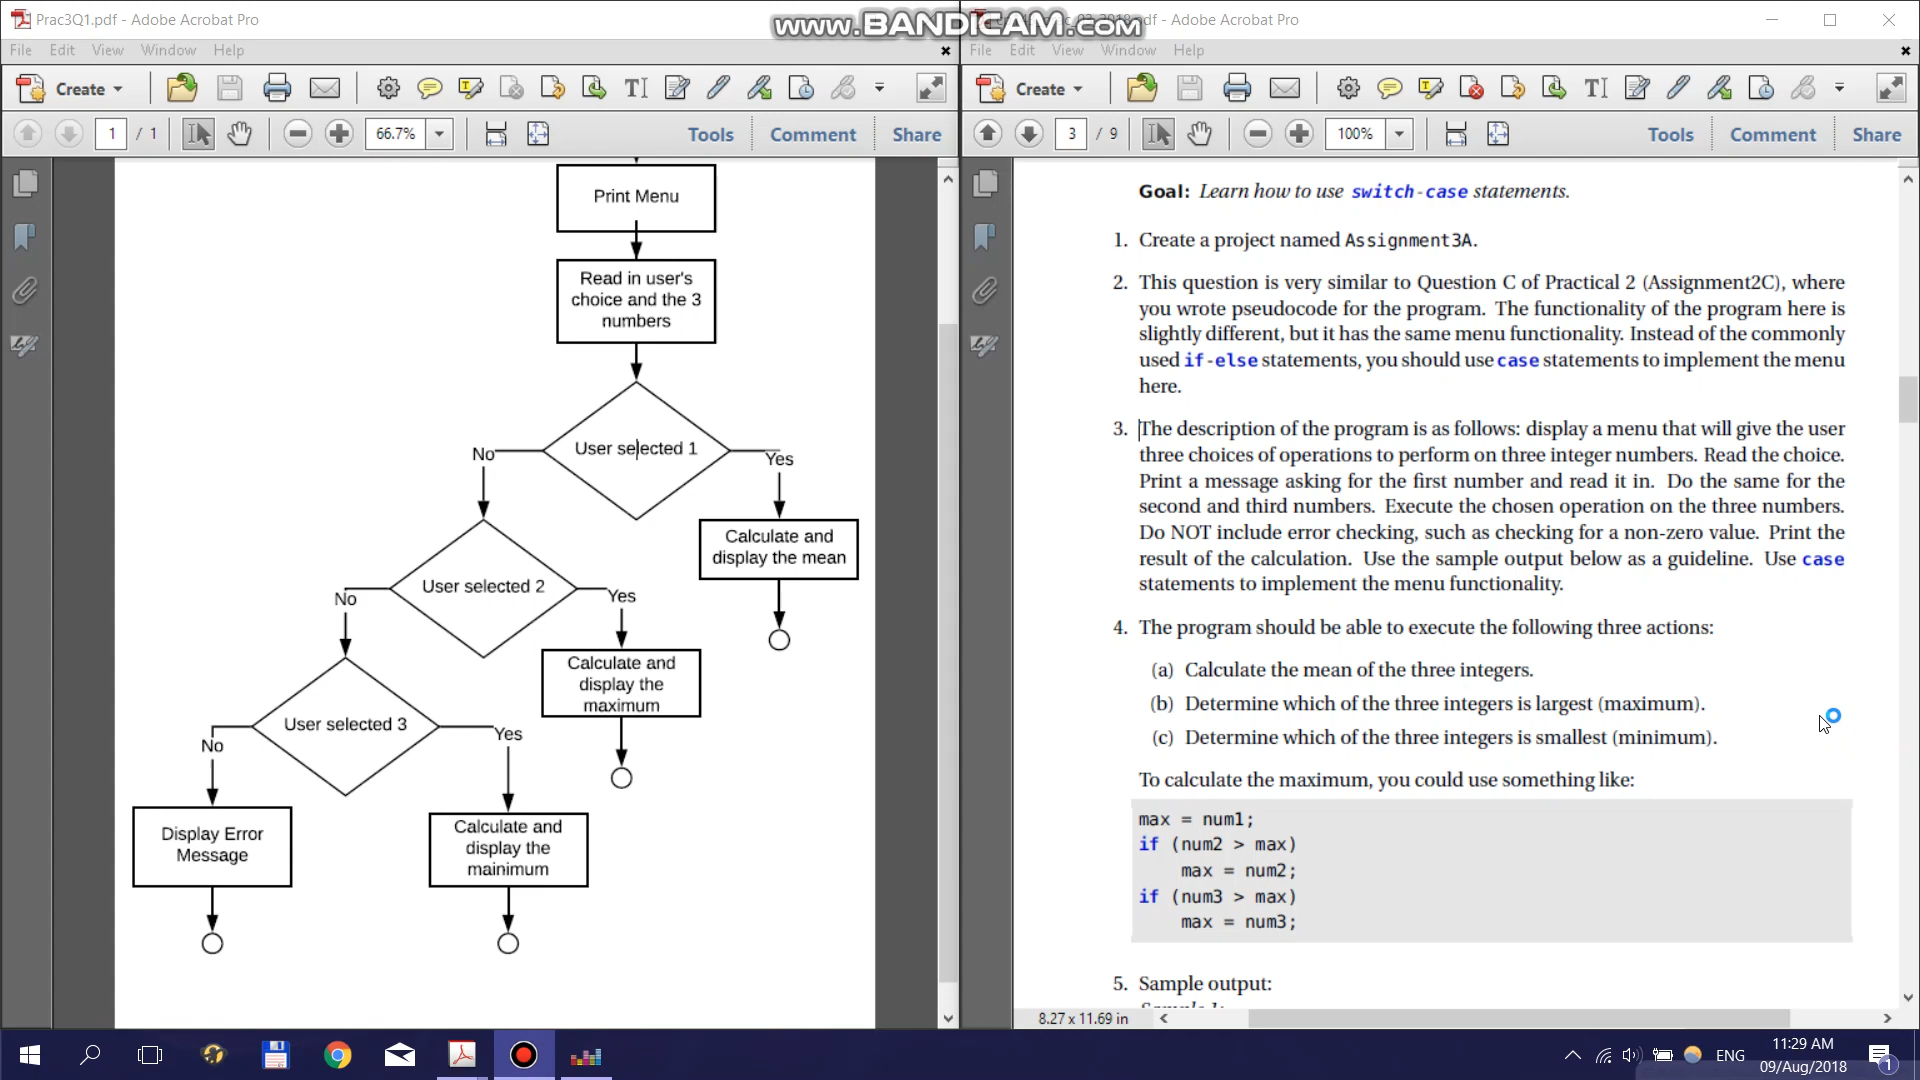 Prac3Q1.pdf - Adobe Acrobat Pro
www.BANDICAM.com
.pdf - Adobe Acrobat Pro
File Edit View Window Help
File Edit View Window Help
Create
Create
1 / 1
66.7%
Tools Comment Share
3 / 9
100%
Tools Comment Share
Print Menu
Read in user's
choice and the 3
numbers
User selected 1
No
Yes
Calculate and
display the mean
User selected 2
No
Yes
Calculate and
display the
maximum
User selected 3
No
Yes
Display Error
Message
Calculate and
display the
mainimum
Goal: Learn how to use switch-case statements.
1. Create a project named Assignment3A.
2. This question is very similar to Question C of Practical 2 (Assignment2C), where
you wrote pseudocode for the program. The functionality of the program here is
slightly different, but it has the same menu functionality. Instead of the commonly
used if-else statements, you should use case statements to implement the menu
here.
3. The description of the program is as follows: display a menu that will give the user
three choices of operations to perform on three integer numbers. Read the choice.
Print a message asking for the first number and read it in. Do the same for the
second and third numbers. Execute the chosen operation on the three numbers.
Do NOT include error checking, such as checking for a non-zero value. Print the
result of the calculation. Use the sample output below as a guideline. Use case
statements to implement the menu functionality.
4. The program should be able to execute the following three actions:
(a) Calculate the mean of the three integers.
(b) Determine which of the three integers is largest (maximum).
(c) Determine which of the three integers is smallest (minimum).
To calculate the maximum, you could use something like:
max = num1;
if (num2 > max)
max = num2;
if (num3 > max)
max = num3;
5. Sample output:
8.27 x 11.69 in
ENG
11:29 AM
09/Aug/2018
1